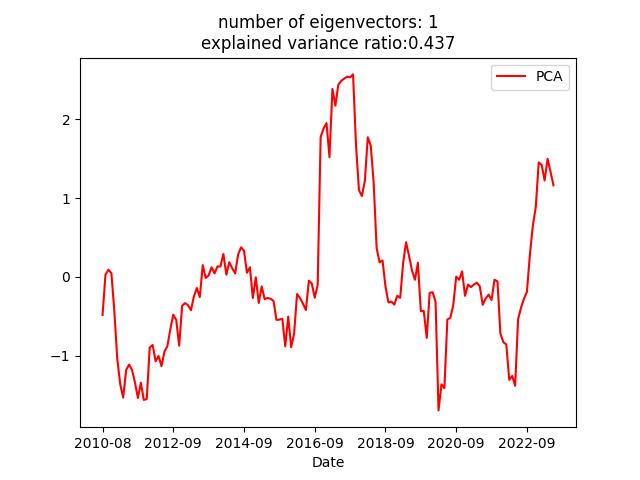 number of eigenvectors: 1
explained variance ratio:0.437
PCA
2
1
0
−1
2010-08 2012-09 2014-09 2016-09 2018-09 2020-09 2022-09
Date